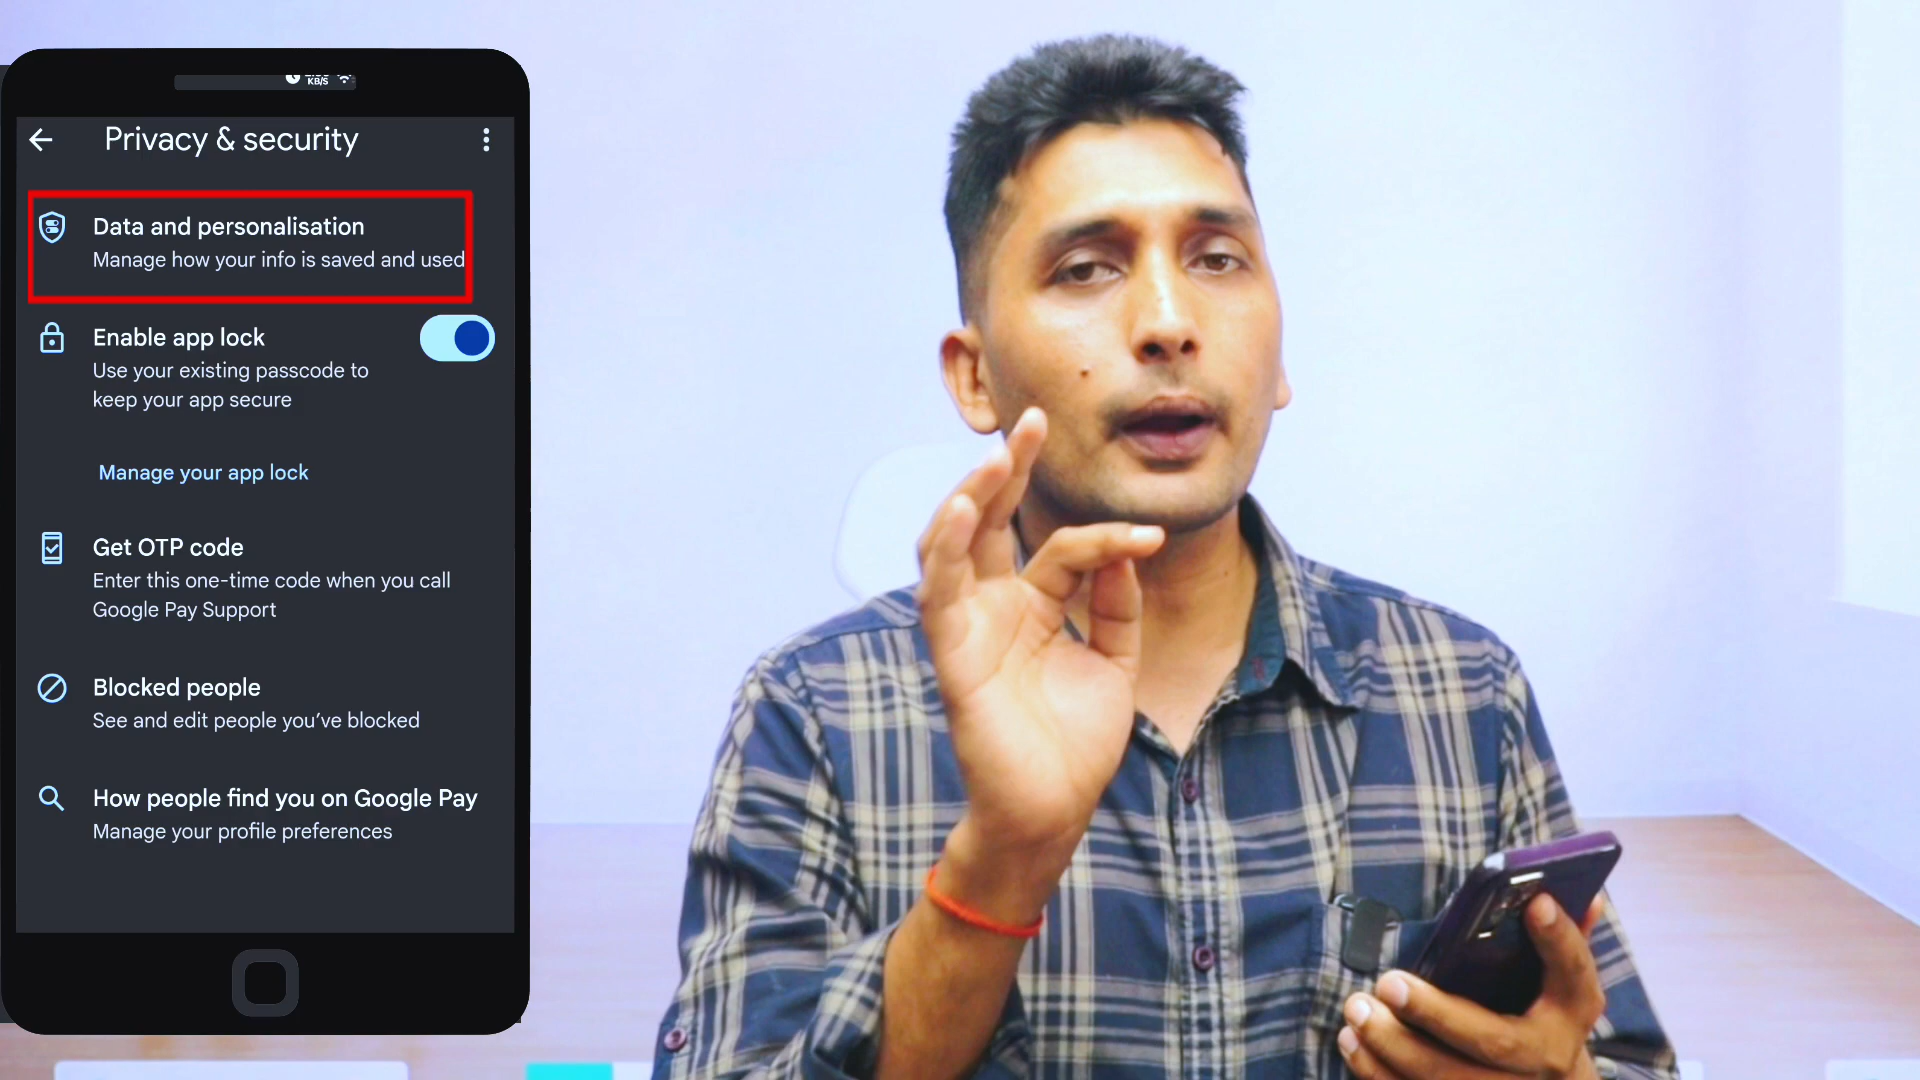 KB/S
Privacy & security
Data and personalisation
Manage how your info is saved and used
Enable app lock
Use your existing passcode to
keep your app secure
Manage your app lock
Get OTP code
Enter this one-time code when you call
Google Pay Support
Blocked people
See and edit people you’ve blocked
How people find you on Google Pay
Manage your profile preferences